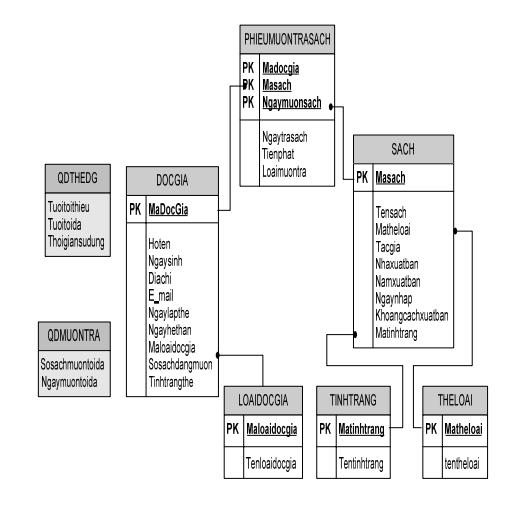 PHIEUMUONTRASACH
PK Madocgia
PK Masach
PK Ngaymuonsach
Ngaytrasach
Tienphat
Loaimuontra
SACH
PK Masach
Tensach
Matheloai
Tacgia
Nhaxuatban
Namxuatban
Ngaynhap
Khoangcachxuatban
Matinhtrang
QDTHEDG
Tuoitoithieu
Tuoitoida
Thoigiansudung
DOCGIA
PK MaDocGia
Hoten
Ngaysinh
Diachi
E_mail
Ngaylapthe
Ngayhethan
Maloaidocgia
Sosachdangmuon
Tinhtrangthe
QDMUONTRA
Sosachmuontoida
Ngaymuontoida
LOAIDOCGIA
PK Maloaidocgia
Tenloaidocgia
TINHTRANG
PK Matinhtrang
Tentinhtrang
THELOAI
PK Matheloai
tentheloai